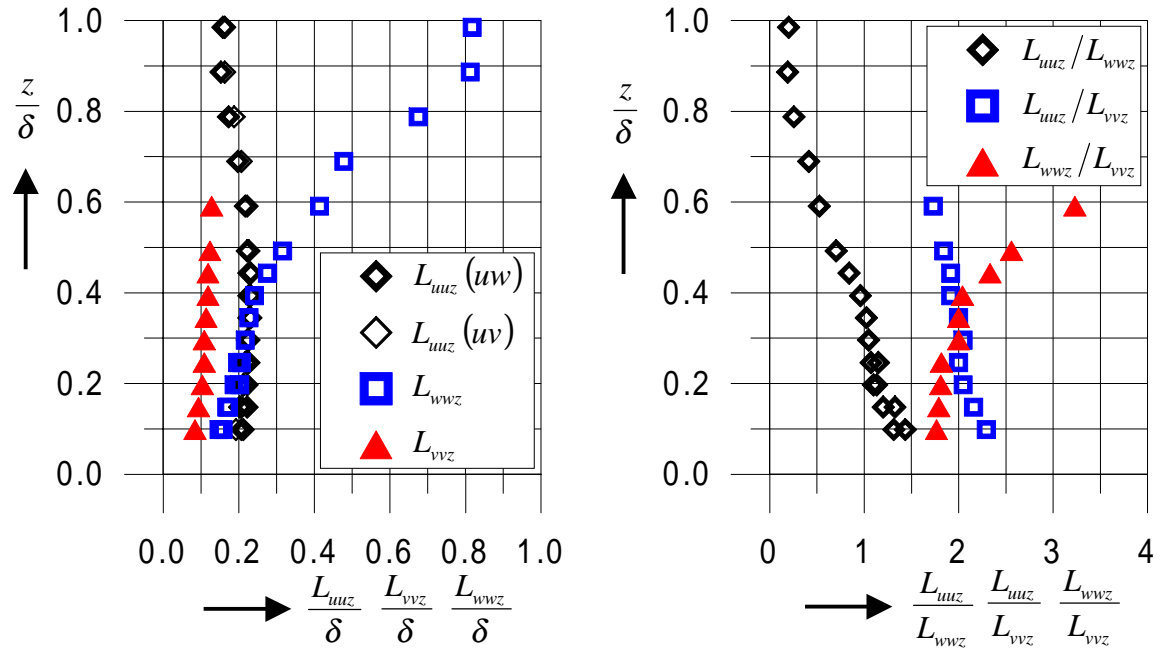 1.0
0.8
0.6
0.4
0.2
0.0
z/δ
L_uuz (uw)
L_uuz (uv)
L_wwz
L_vvz
0.0 0.2 0.4 0.6 0.8 1.0
L_uuz/δ L_vvz/δ L_wwz/δ
1.0
0.8
0.6
0.4
0.2
0.0
z/δ
L_uuz/L_wwz
L_uuz/L_vvz
L_wwz/L_vvz
0 1 2 3 4
L_uuz/L_wwz L_uuz/L_vvz L_wwz/L_vvz